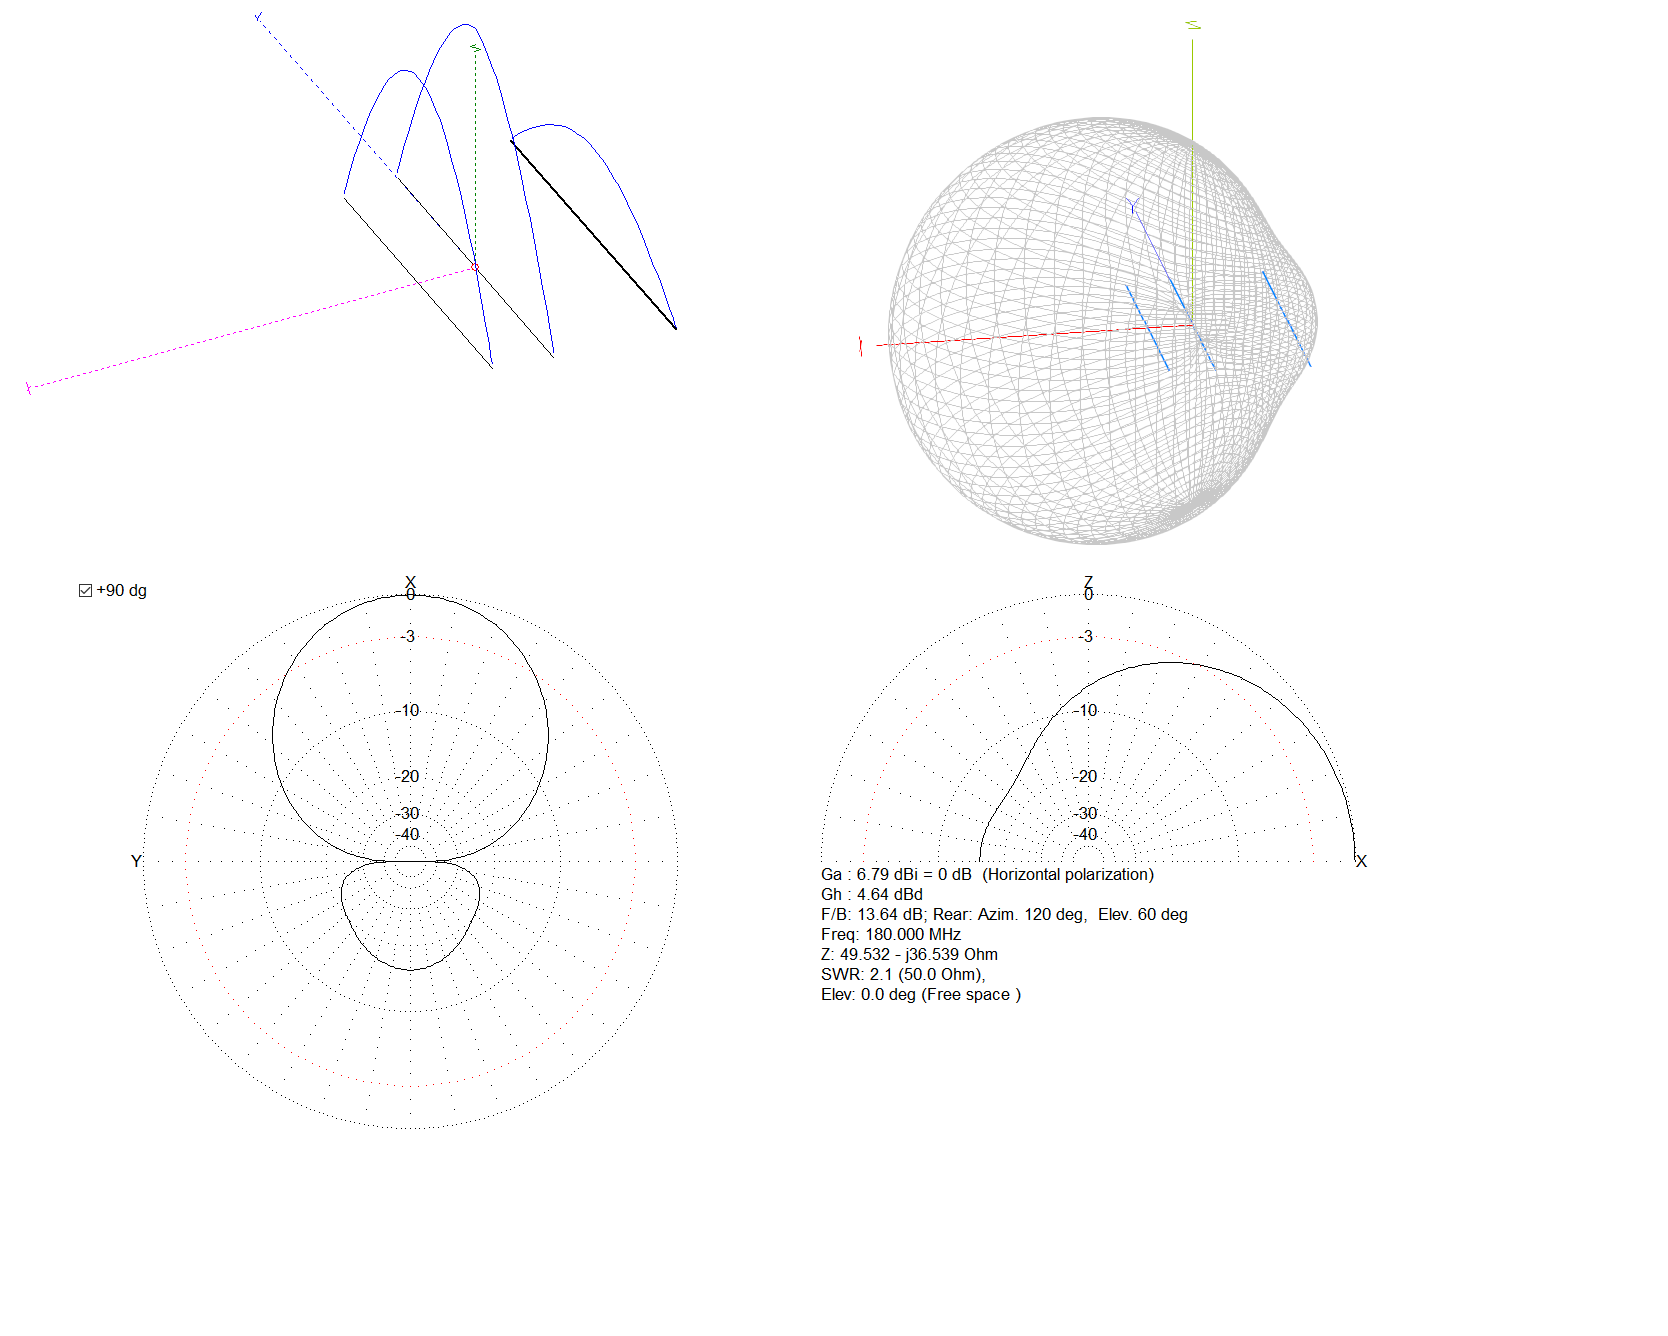 Y
Z
X
Z
Y
X
+90 dg
X
0
-3
-10
-20
-30
-40
Y
Z
0
-3
-10
-20
-30
-40
X
Ga : 6.79 dBi = 0 dB (Horizontal polarization)
Gh : 4.64 dBd
F/B: 13.64 dB; Rear: Azim. 120 deg, Elev. 60 deg
Freq: 180.000 MHz
Z: 49.532 - j36.539 Ohm
SWR: 2.1 (50.0 Ohm),
Elev: 0.0 deg (Free space )